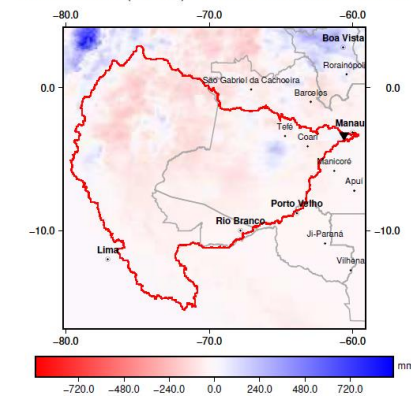 −80.0 −70.0 −60.0
Boa Vista
Rorainópol
0.0 0.0
São Gabriel da Cachoeira
Barcelos
Manau
Tefé
Coari
Manicoré
Apuí
Porto Velho
Rio Branco
−10.0 −10.0
Ji-Paraná
Lima
Vilhena
−80.0 −70.0 −60.0
mm
−720.0 −480.0 −240.0 0.0 240.0 480.0 720.0